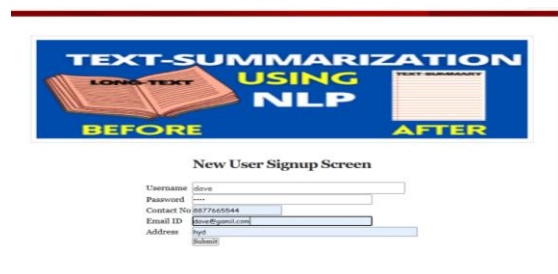 TEXT-SUMMARIZATION
LONG-TEXT USING TEXT-SUMMARY
NLP
BEFORE AFTER
New User Signup Screen
Username dave
Password ----
Contact No 8877665544
Email ID dave@gamil.com
Address hyd
Submit